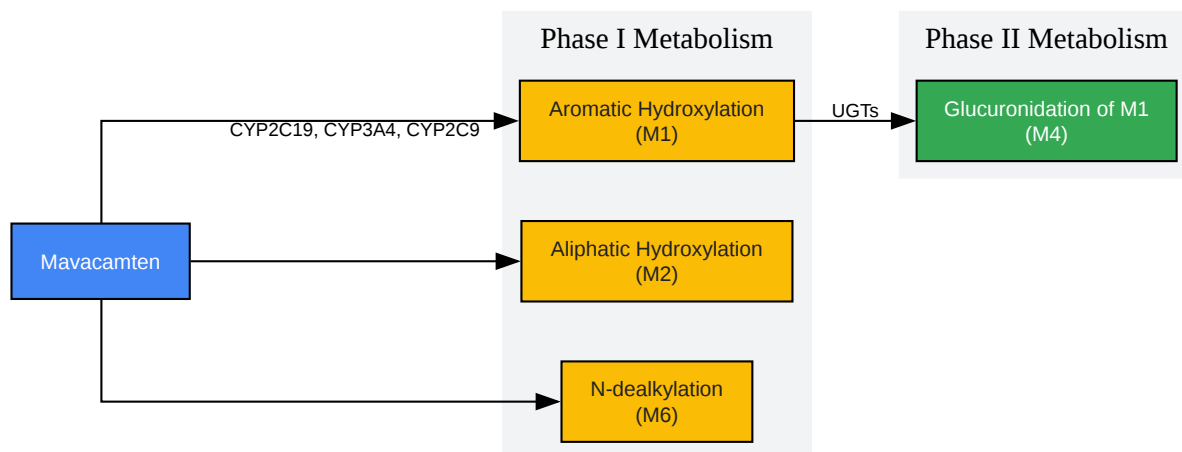 Phase I Metabolism
Phase II Metabolism
Aromatic Hydroxylation
(M1)
UGTs
Glucuronidation of M1
(M4)
CYP2C19, CYP3A4, CYP2C9
Mavacamten
Aliphatic Hydroxylation
(M2)
N-dealkylation
(M6)